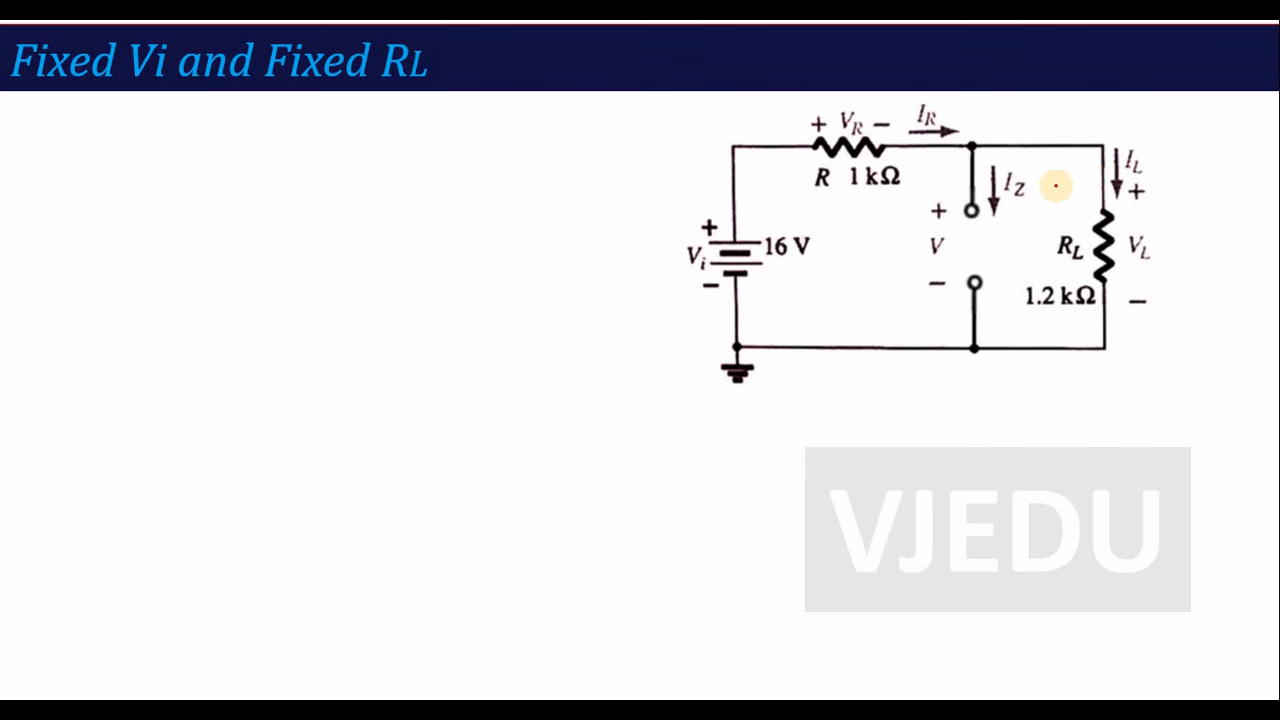 Fixed Vi and Fixed RL
+ VR − IR
R 1 kΩ
IL
+
IZ
+
+
Vi
16 V
V
RL
VL
−
−
1.2 kΩ
−
VJEDU